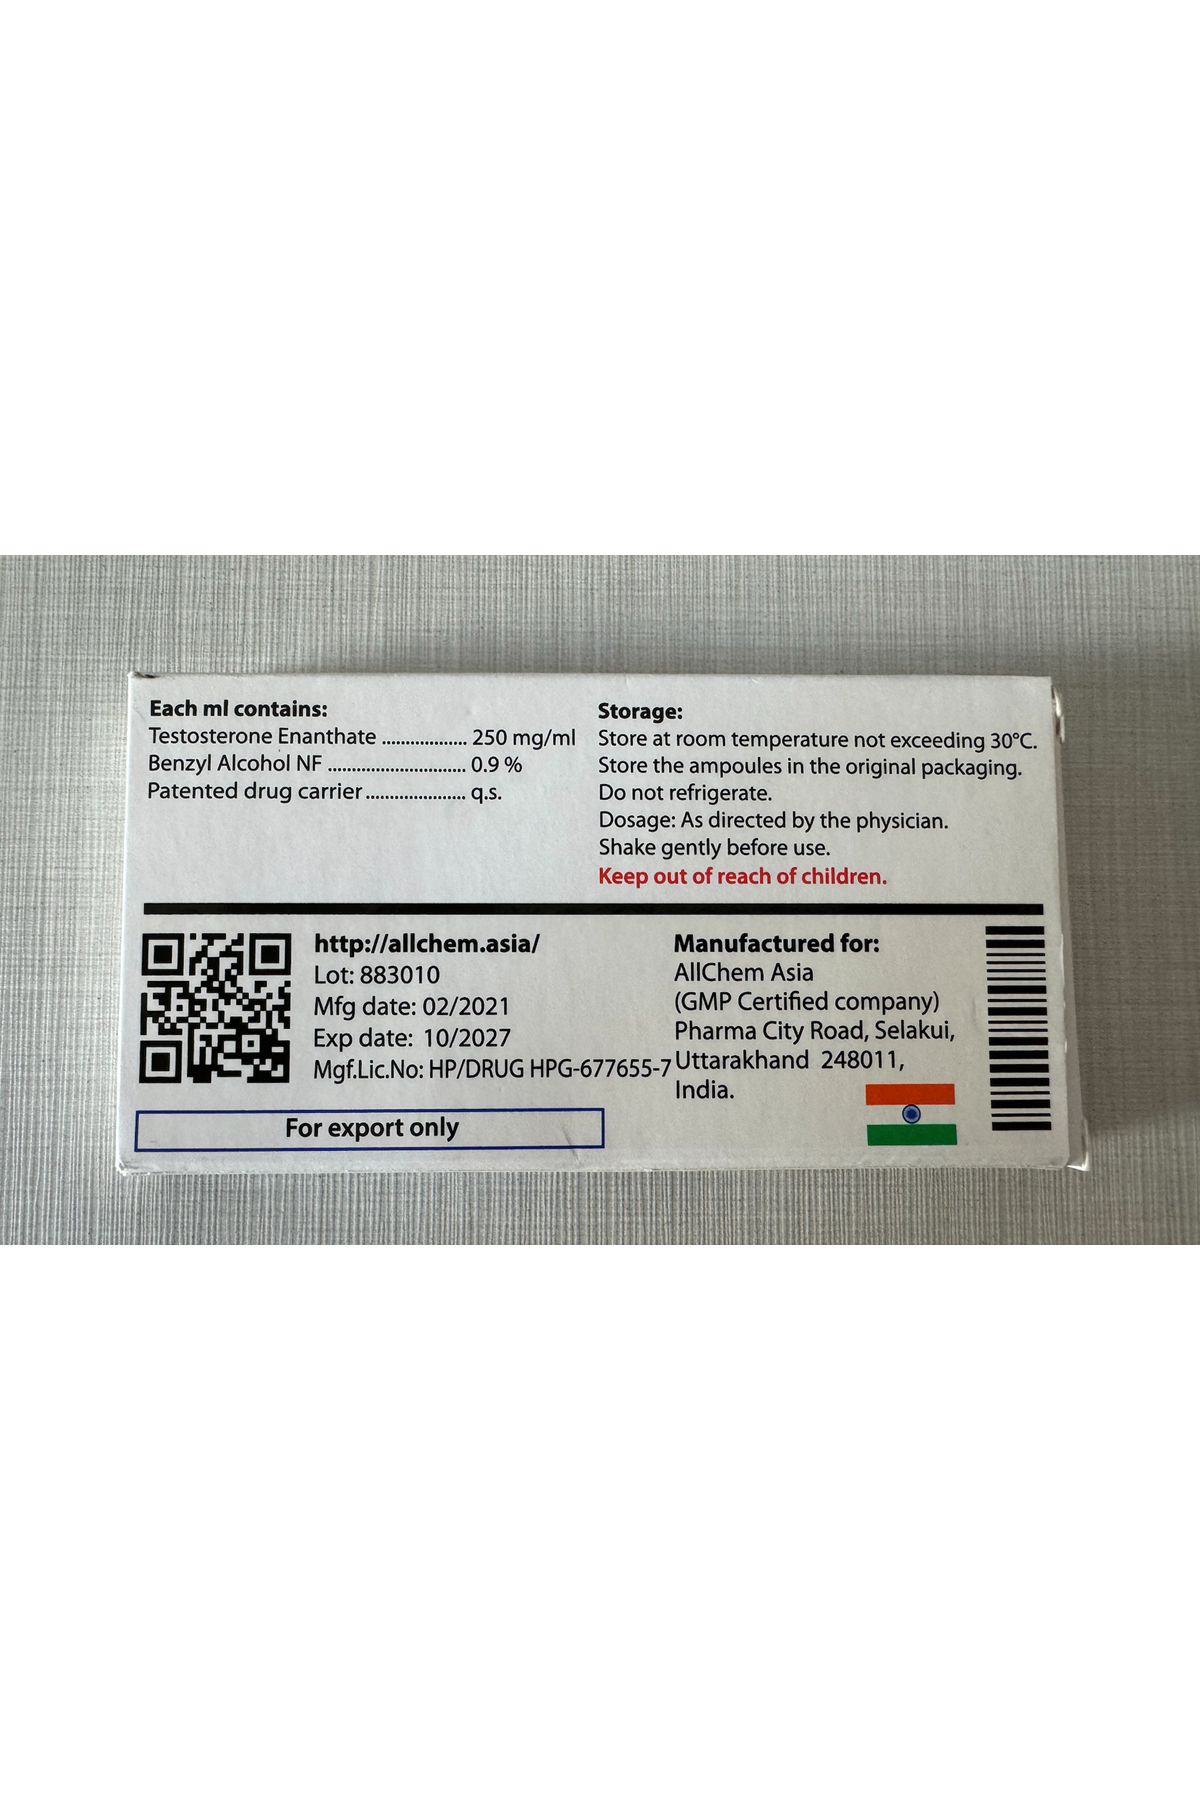 Each ml contains:
Testosterone Enanthate .................. 250 mg/ml
Benzyl Alcohol NF ............................. 0.9 %
Patented drug carrier ..................... q.s.
Storage:
Store at room temperature not exceeding 30°C.
Store the ampoules in the original packaging.
Do not refrigerate.
Dosage: As directed by the physician.
Shake gently before use.
Keep out of reach of children.
http://allchem.asia/
Lot: 883010
Mfg date: 02/2021
Exp date: 10/2027
Mgf.Lic.No: HP/DRUG HPG-677655-7
For export only
Manufactured for:
AllChem Asia
(GMP Certified company)
Pharma City Road, Selakui,
Uttarakhand 248011,
India.